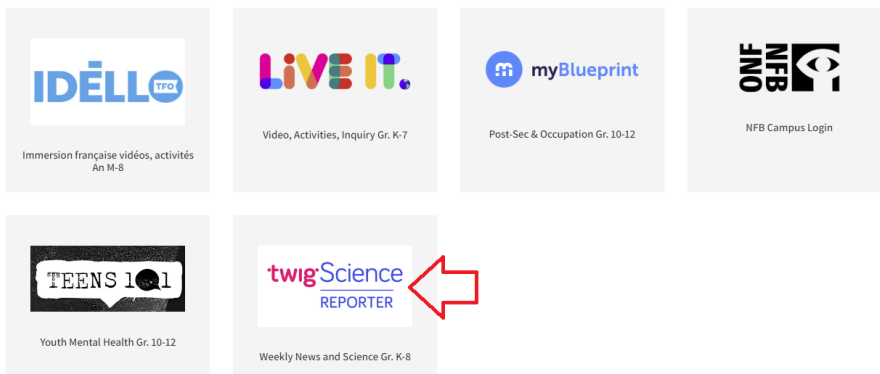 IDÉLLO TFO
Immersion française vidéos, activités
An M-8
LiVE iT.
Video, Activities, Inquiry Gr. K-7
m myBlueprint
Post-Sec & Occupation Gr. 10-12
ONF NFB
NFB Campus Login
TEENS 101
Youth Mental Health Gr. 10-12
twig Science
REPORTER
Weekly News and Science Gr. K-8